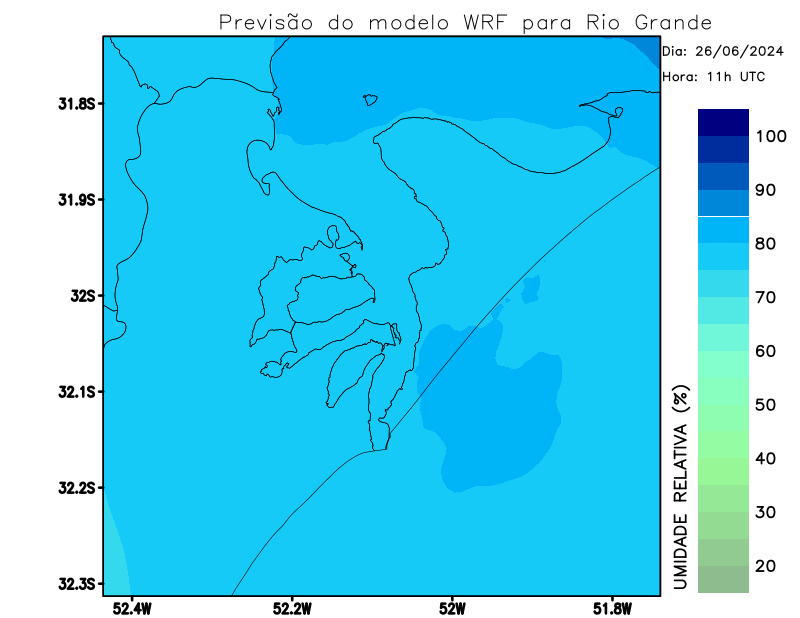 Previsão do modelo WRF para Rio Grande
Dia: 26/06/2024
Hora: 11h UTC
31.8S
31.9S
32S
32.1S
32.2S
32.3S
52.4W
52.2W
52W
51.8W
100
90
80
70
60
50
40
30
20
UMIDADE RELATIVA (%)